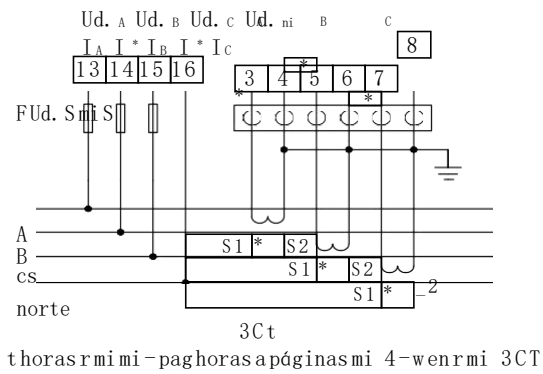 Ud. A Ud. B Ud. C Ud. ni B C
IA I* IB I* IC
8
13 14 15 16
3 4 * 5 6 7
* *
FUd. SmiS
A
B
cs
norte
S1 * S2
S1 * S2
S1 * _2
3Ct
thorasrmimi-paghorasapáginasmi 4-wenrmi 3CT